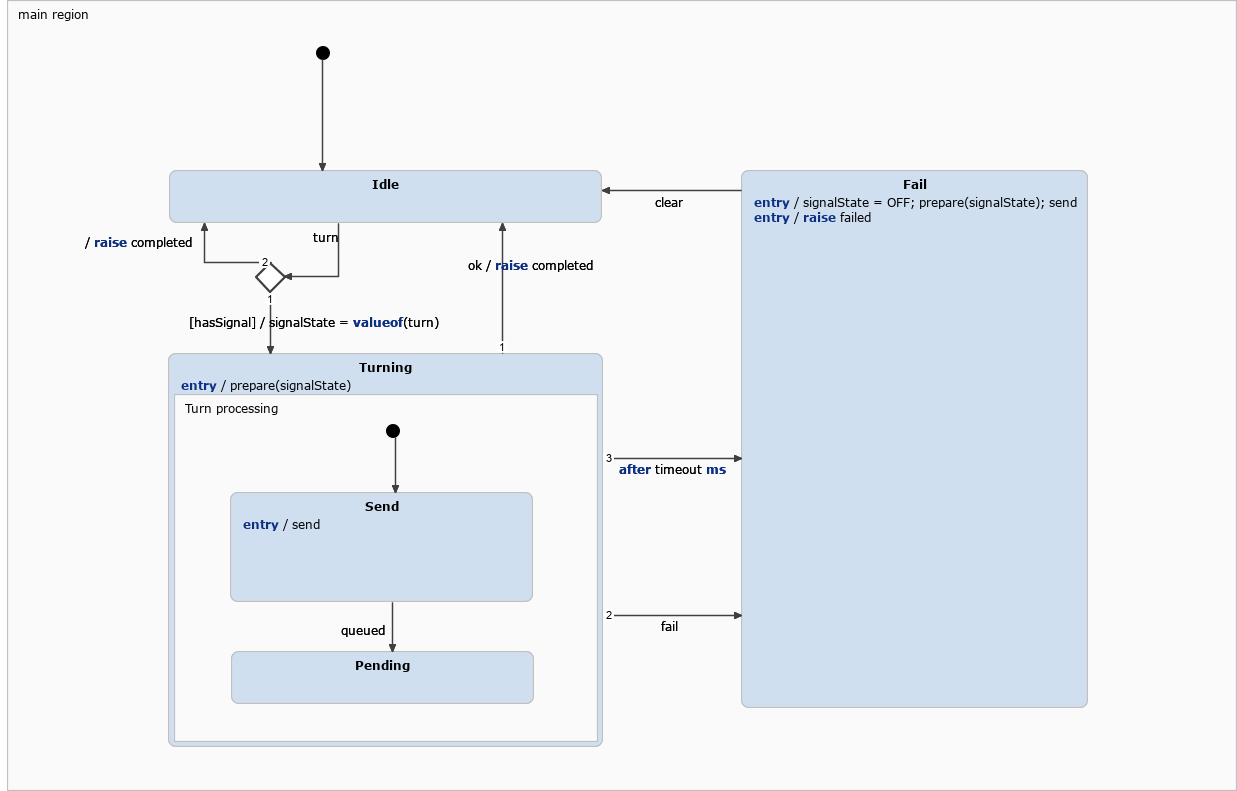 main region
Idle
Fail
entry / signalState = OFF; prepare(signalState); send
entry / raise failed
clear
turn
/ raise completed
2
ok / raise completed
1
[hasSignal] / signalState = valueof(turn)
1
Turning
entry / prepare(signalState)
Turn processing
3
after timeout ms
Send
entry / send
2
fail
queued
Pending